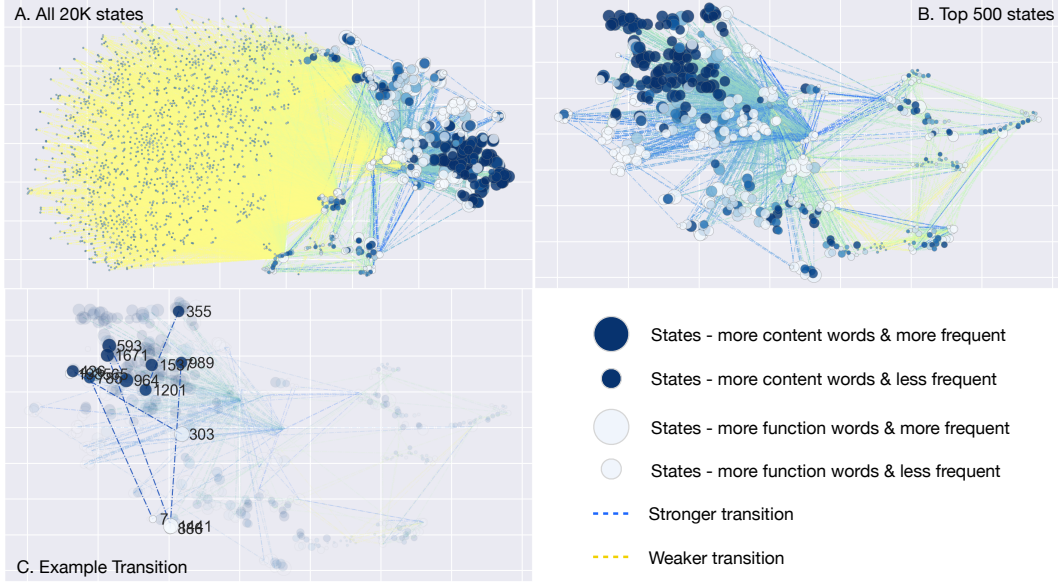 A. All 20K states
B. Top 500 states
355
593
1671
989
964
1201
303
7
C. Example Transition
States - more content words & more frequent
States - more content words & less frequent
States - more function words & more frequent
States - more function words & less frequent
Stronger transition
Weaker transition